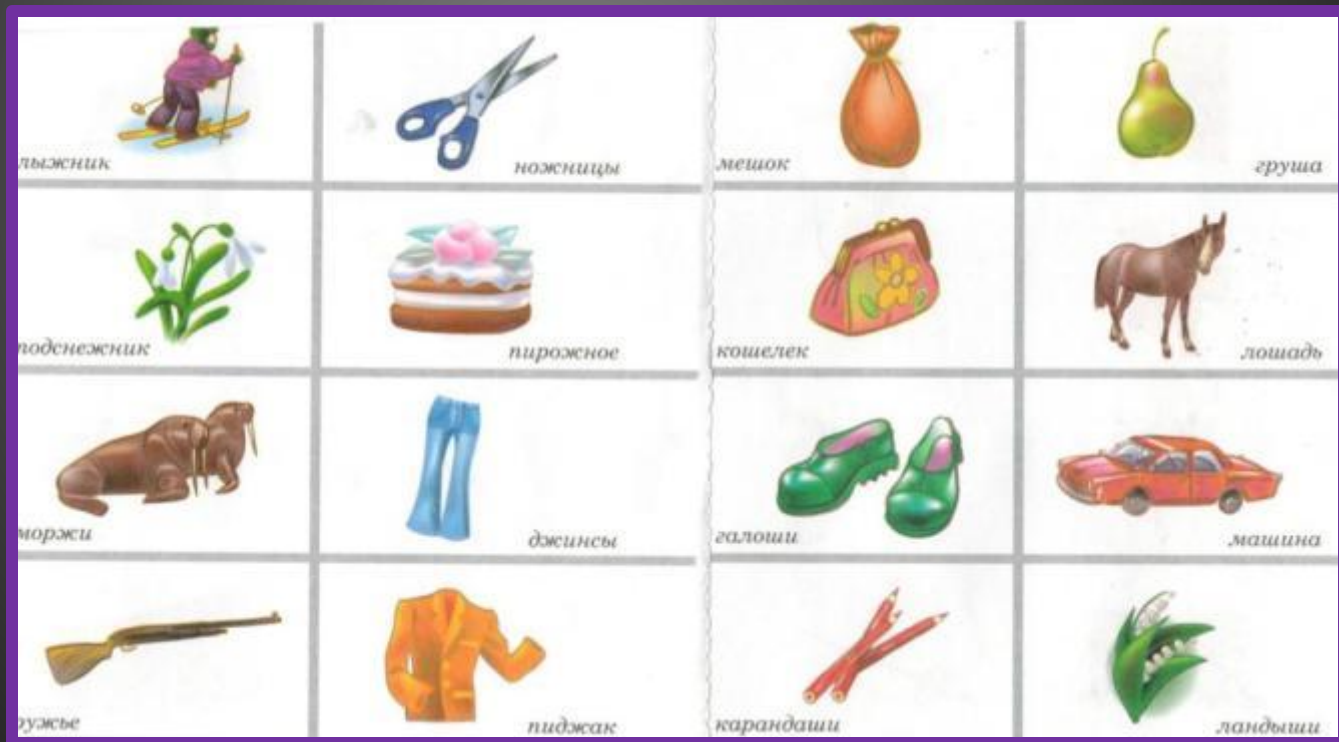 лыжник
ножницы
мешок
груша
подснежник
пирожное
кошелек
лошадь
моржи
джинсы
галоши
машина
ружье
пиджак
карандаши
ландыши